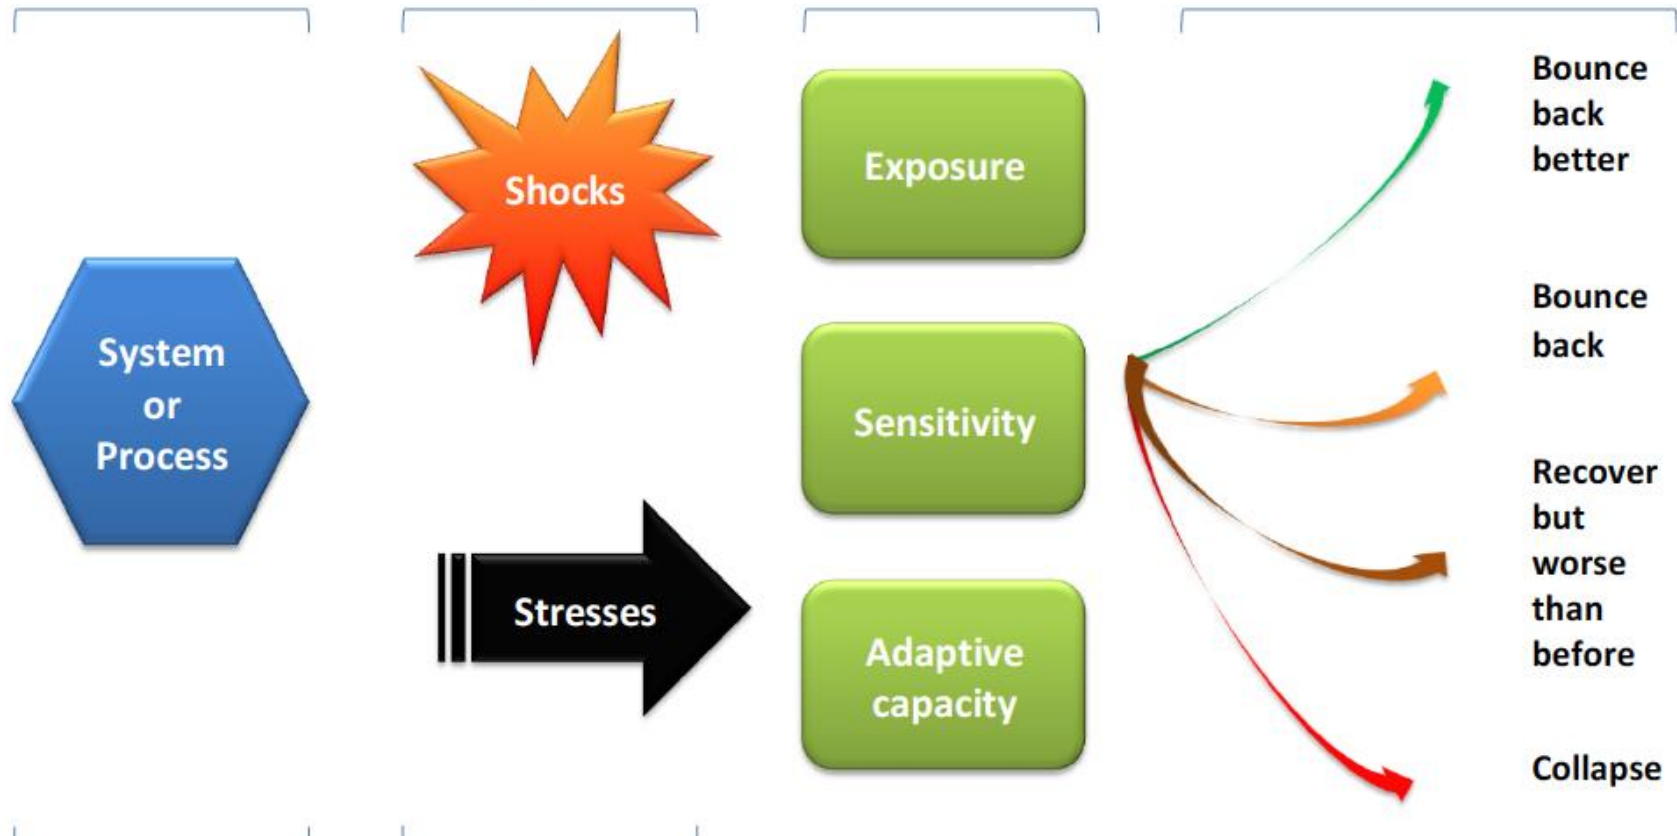 System
or
Process
Shocks
Stresses
Exposure
Sensitivity
Adaptive
capacity
Bounce
back
better
Bounce
back
Recover
but
worse
than
before
Collapse